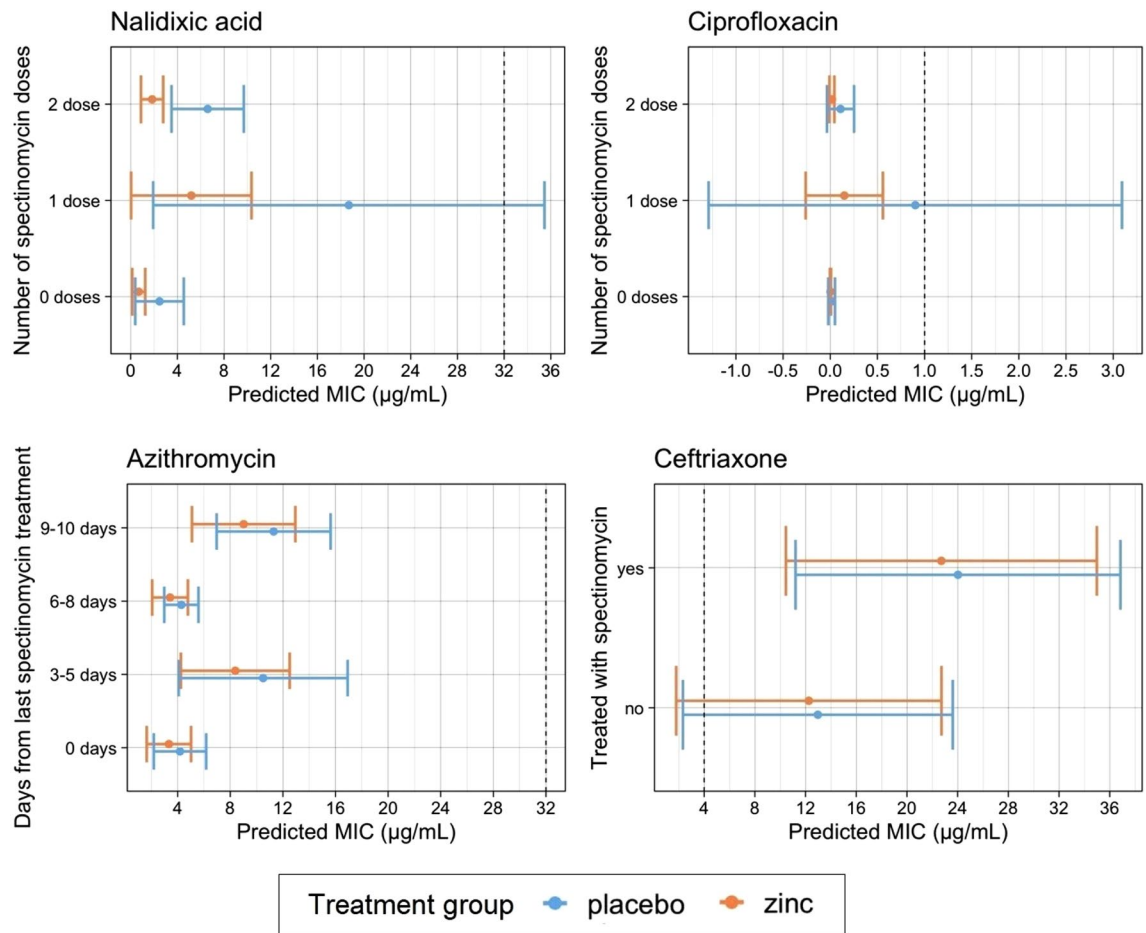 Nalidixic acid
Number of spectinomycin doses
2 dose
1 dose
0 doses
0 4 8 12 16 20 24 28 32 36
Predicted MIC (µg/mL)
Ciprofloxacin
Number of spectinomycin doses
2 dose
1 dose
0 doses
-1.0 -0.5 0.0 0.5 1.0 1.5 2.0 2.5 3.0
Predicted MIC (µg/mL)
Azithromycin
Days from last spectinomycin treatment
9-10 days
6-8 days
3-5 days
0 days
4 8 12 16 20 24 28 32
Predicted MIC (µg/mL)
Ceftriaxone
Treated with spectinomycin
yes
no
4 8 12 16 20 24 28 32 36
Predicted MIC (µg/mL)
Treatment group placebo zinc